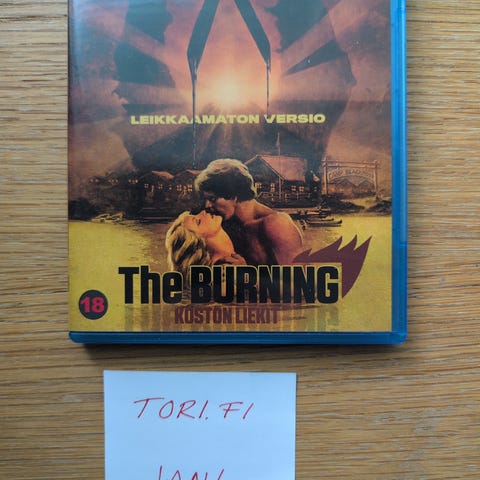 LEIKKAAMATON VERSIO
The BURNING
18
KOSTON LIEKIT
TORI.FI